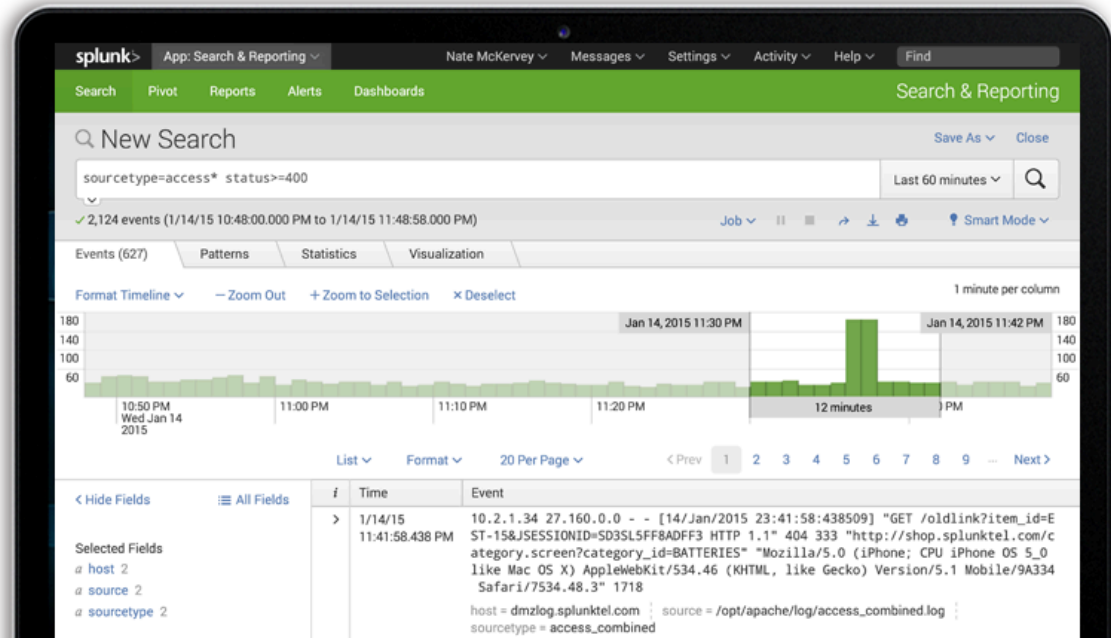 splunk> App: Search & Reporting Nate McKervey Messages Settings Activity Help Find
Search Pivot Reports Alerts Dashboards Search & Reporting
New Search Save As Close
sourcetype=access* status>=400 Last 60 minutes
2,124 events (1/14/15 10:48:00.000 PM to 1/14/15 11:48:58.000 PM) Job Smart Mode
Events (627) Patterns Statistics Visualization
Format Timeline — Zoom Out + Zoom to Selection × Deselect 1 minute per column
180 Jan 14, 2015 11:30 PM Jan 14, 2015 11:42 PM 180
140 140
100 100
60 60
10:50 PM 11:00 PM 11:10 PM 11:20 PM 12 minutes PM
Wed Jan 14
2015
List Format 20 Per Page < Prev 1 2 3 4 5 6 7 8 9 ... Next >
< Hide Fields All Fields i Time Event
> 1/14/15 10.2.1.34 27.160.0.0 - - [14/Jan/2015 23:41:58:438509] "GET /oldlink?item_id=E
11:41:58.438 PM ST-15&JSESSIONID=SD3SL5FF8ADFF3 HTTP 1.1" 404 333 "http://shop.splunktel.com/c
Selected Fields ategory.screen?category_id=BATTERIES" "Mozilla/5.0 (iPhone; CPU iPhone OS 5_0
a host 2 like Mac OS X) AppleWebKit/534.46 (KHTML, like Gecko) Version/5.1 Mobile/9A334
a source 2 Safari/7534.48.3" 1718
a sourcetype 2 host = dmzlog.splunktel.com source = /opt/apache/log/access_combined.log
sourcetype = access_combined